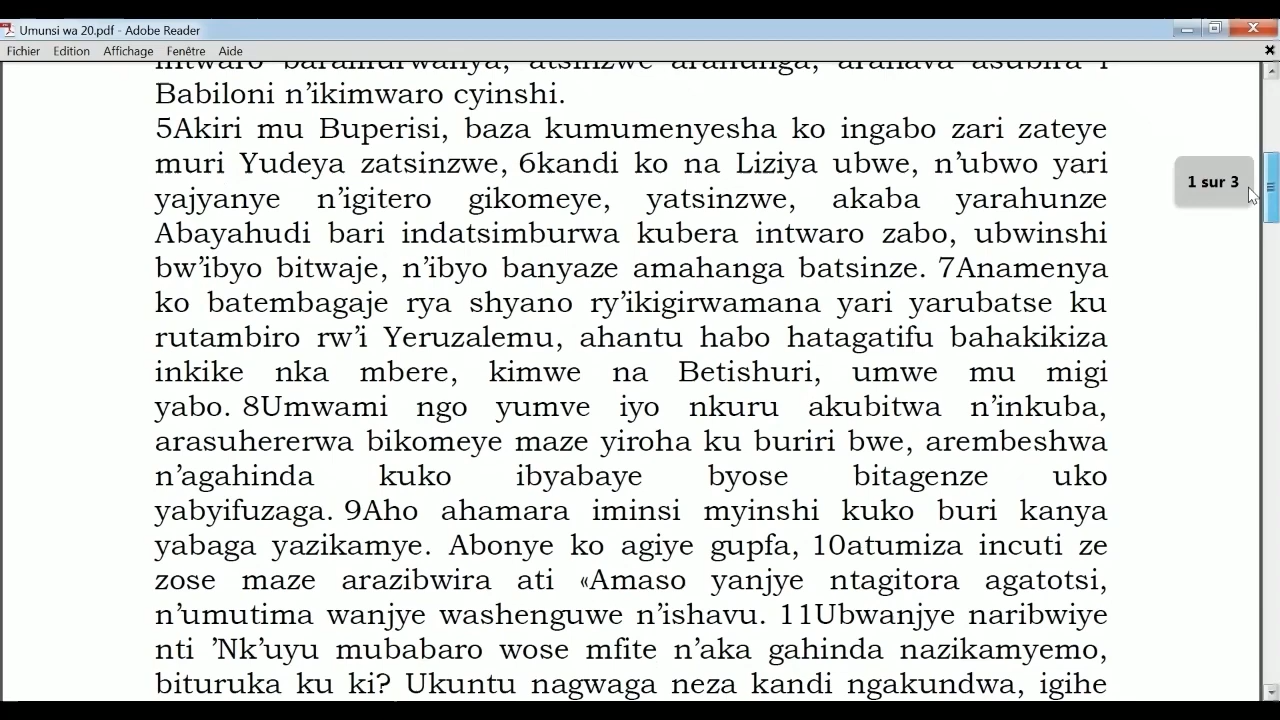 Umunsi wa 20.pdf - Adobe Reader
Fichier Edition Affichage Fenêtre Aide
Babiloni n’ikimwaro cyinshi.
5Akiri mu Buperisi, baza kumumenyesha ko ingabo zari zateye
muri Yudeya zatsinzwe, 6kandi ko na Liziya ubwe, n’ubwo yari
yajyanye n’igitero gikomeye, yatsinzwe, akaba yarahunze
Abayahudi bari indatsimburwa kubera intwaro zabo, ubwinshi
bw’ibyo bitwaje, n’ibyo banyaze amahanga batsinze. 7Anamenya
ko batembagaje rya shyano ry’ikigirwamana yari yarubatse ku
rutambiro rw’i Yeruzalemu, ahantu habo hatagatifu bahakikiza
inkike nka mbere, kimwe na Betishuri, umwe mu migi
yabo. 8Umwami ngo yumve iyo nkuru akubitwa n’inkuba,
arasuhererwa bikomeye maze yiroha ku buriri bwe, arembeshwa
n’agahinda kuko ibyabaye byose bitagenze uko
yabyifuzaga. 9Aho ahamara iminsi myinshi kuko buri kanya
yabaga yazikamye. Abonye ko agiye gupfa, 10atumiza incuti ze
zose maze arazibwira ati «Amaso yanjye ntagitora agatotsi,
n’umutima wanjye washenguwe n’ishavu. 11Ubwanjye naribwiye
nti ’Nk’uyu mubabaro wose mfite n’aka gahinda nazikamyemo,
bituruka ku ki? Ukuntu nagwaga neza kandi ngakundwa, igihe
1 sur 3